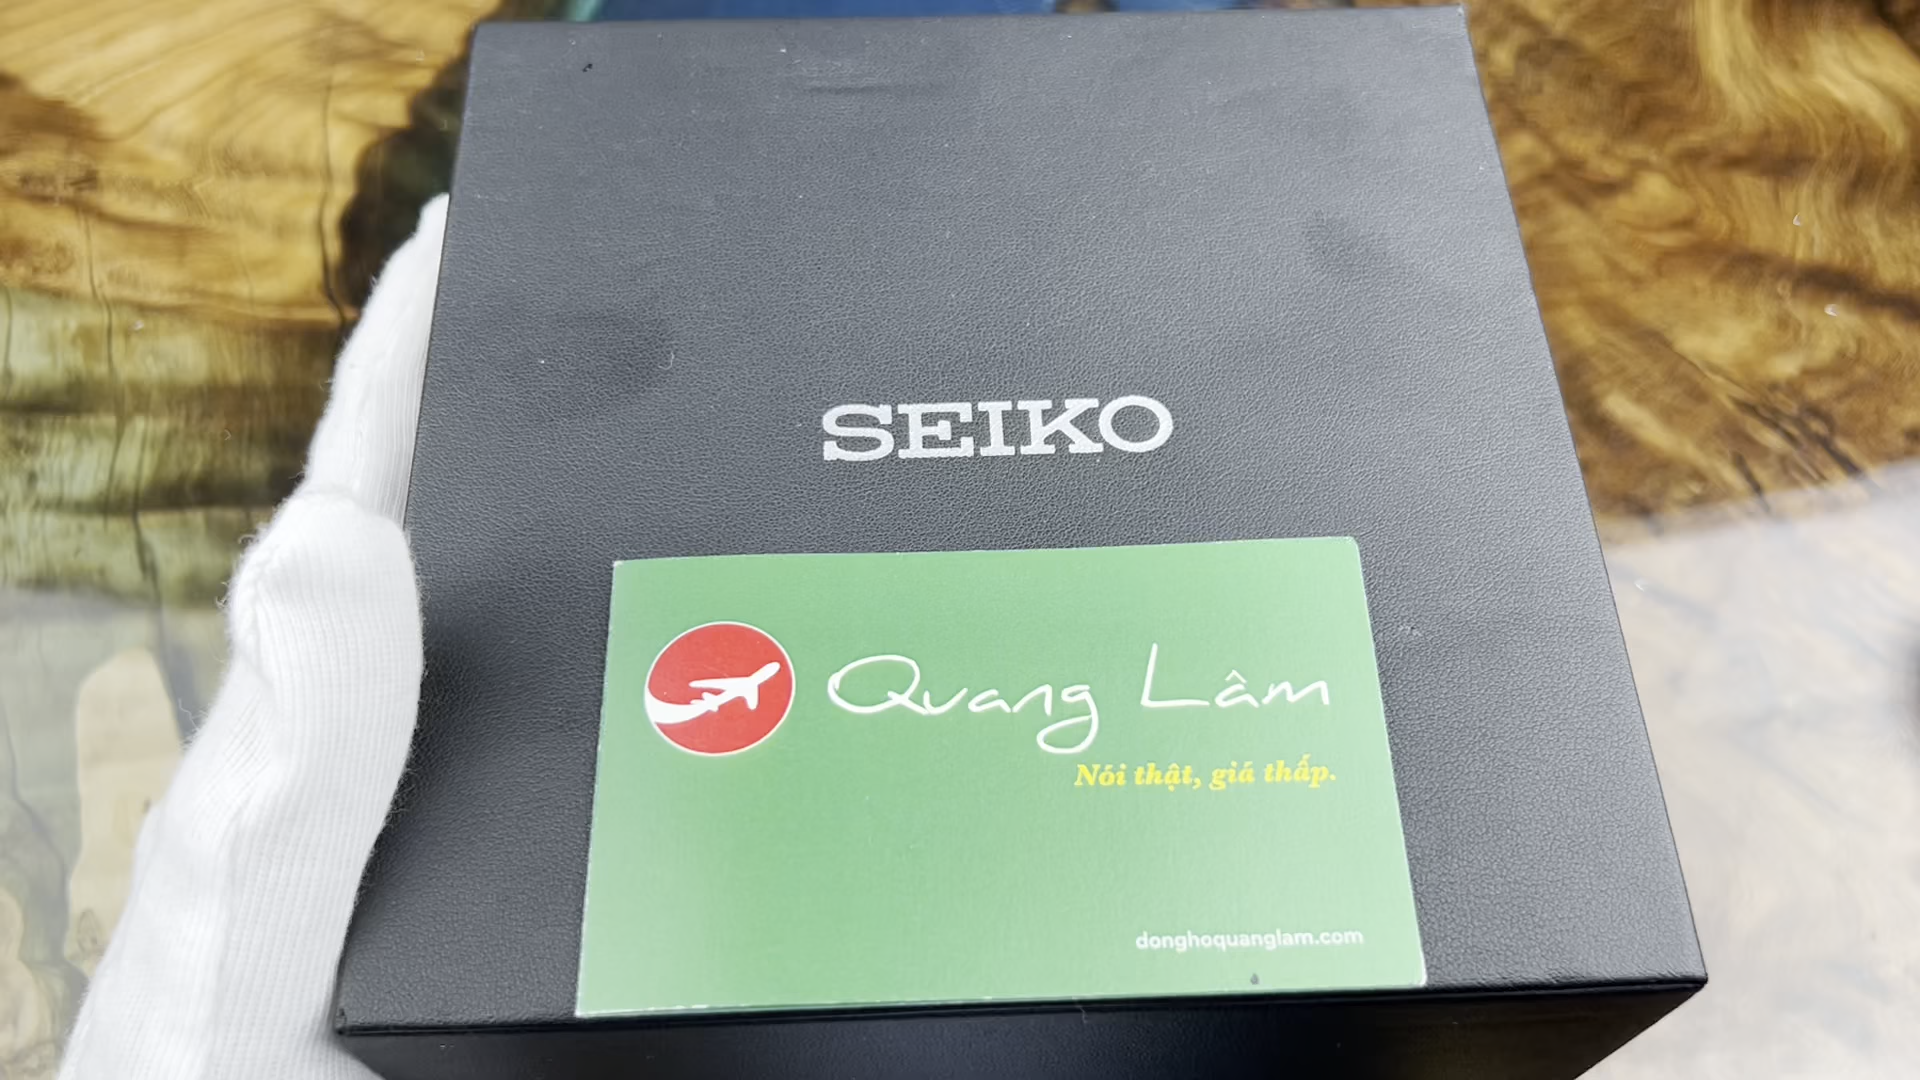 SEIKO
Quang Lâm
Nói thật, giá thấp.
donghoquanglam.com